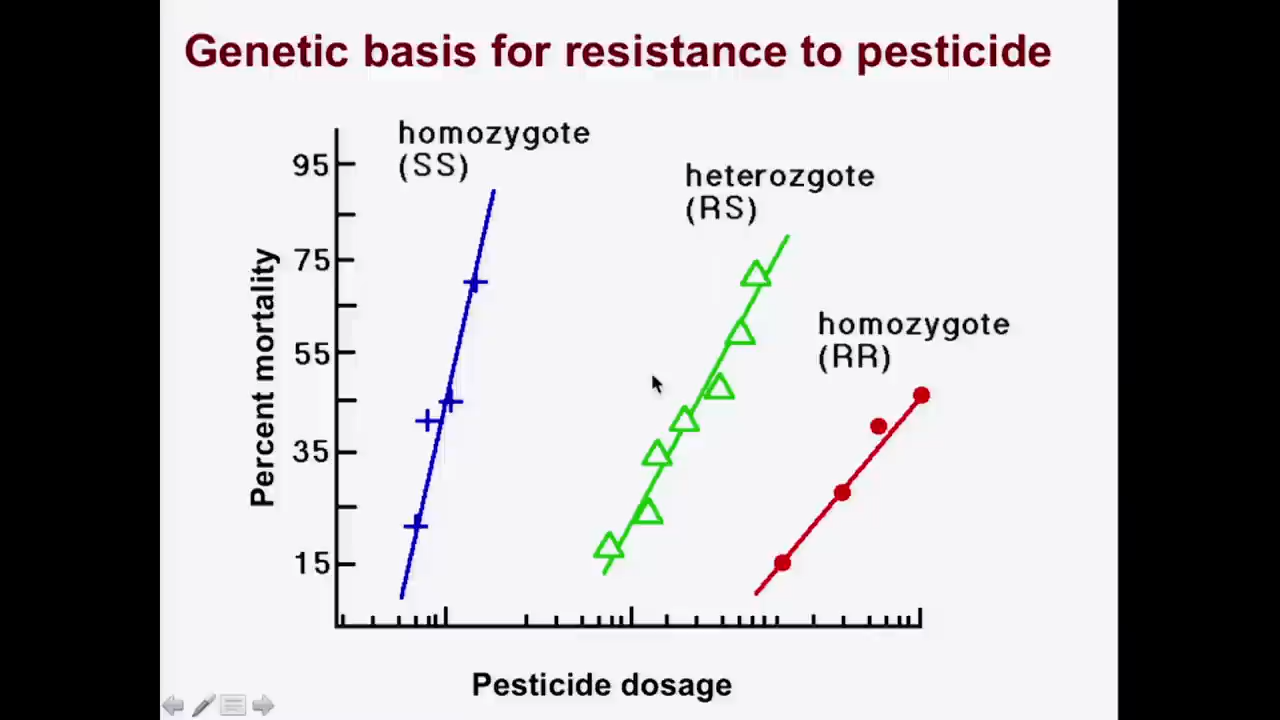 Genetic basis for resistance to pesticide
homozygote
(SS)
heterozgote
(RS)
homozygote
(RR)
95
75
55
35
15
Percent mortality
Pesticide dosage